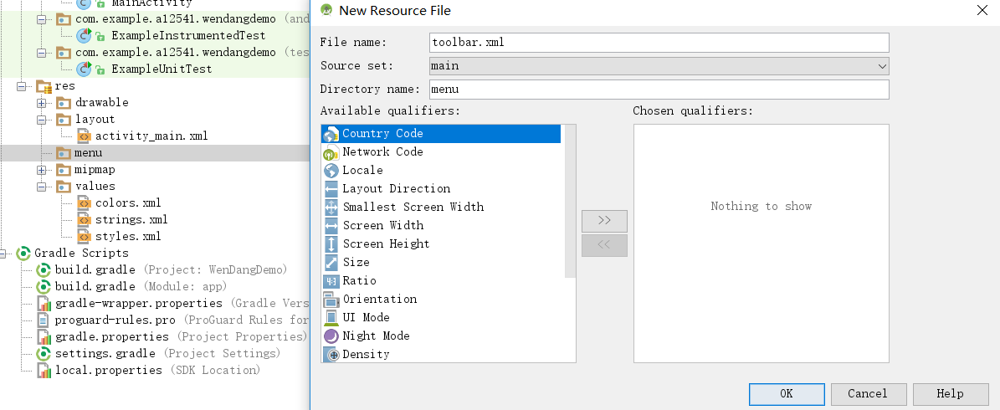 MainActivity
com.example.a12541.wendangdemo (and
ExampleInstrumentedTest
com.example.a12541.wendangdemo (tes
ExampleUnitTest
res
drawable
layout
activity_main.xml
menu
mipmap
values
colors.xml
strings.xml
styles.xml
Gradle Scripts
build.gradle (Project: WenDangDemo)
build.gradle (Module: app)
gradle-wrapper.properties (Gradle Vers
proguard-rules.pro (ProGuard Rules for
gradle.properties (Project Properties)
settings.gradle (Project Settings)
local.properties (SDK Location)
New Resource File
File name: toolbar.xml
Source set: main
Directory name: menu
Available qualifiers:
Country Code
Network Code
Locale
Layout Direction
Smallest Screen Width
Screen Width
Screen Height
Size
Ratio
Orientation
UI Mode
Night Mode
Density
>>
<<
Chosen qualifiers:
Nothing to show
OK Cancel Help